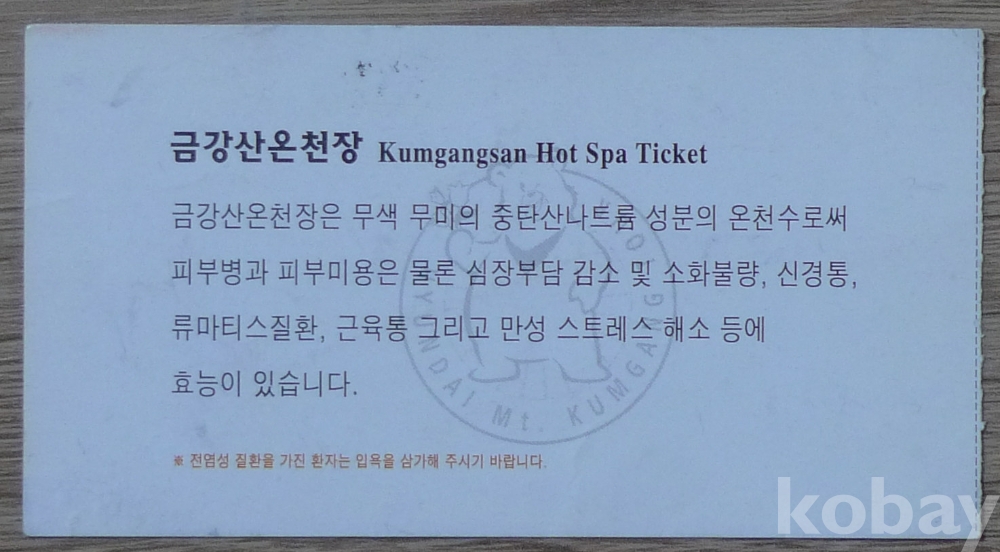 금강산온천장 Kumgangsan Hot Spa Ticket
금강산온천장은 무색 무미의 중탄산나트륨 성분의 온천수로써
피부병과 피부미용은 물론 심장부담 감소 및 소화불량, 신경통,
류마티스질환, 근육통 그리고 만성 스트레스 해소 등에
효능이 있습니다.
HYUNDAI Mt. KUMGANG
※ 전염성 질환을 가진 환자는 입욕을 삼가해 주시기 바랍니다.
kobay